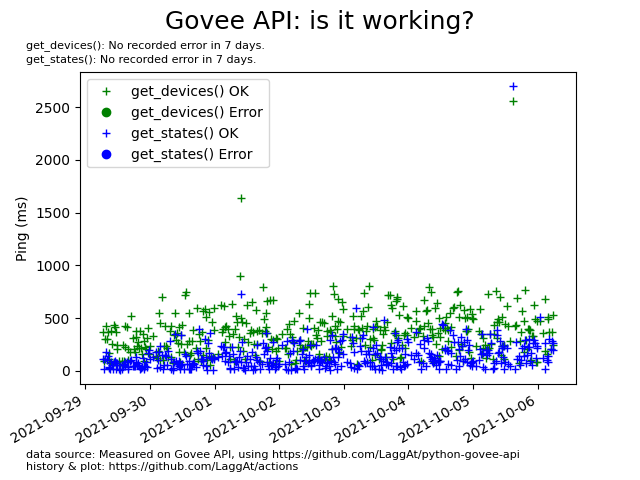 Govee API: is it working?
get_devices(): No recorded error in 7 days.
get_states(): No recorded error in 7 days.
get_devices() OK
get_devices() Error
get_states() OK
get_states() Error
Ping (ms)
2500
2000
1500
1000
500
0
2021-09-29
2021-09-30
2021-10-01
2021-10-02
2021-10-03
2021-10-04
2021-10-05
2021-10-06
data source: Measured on Govee API, using https://github.com/LaggAt/python-govee-api
history & plot: https://github.com/LaggAt/actions